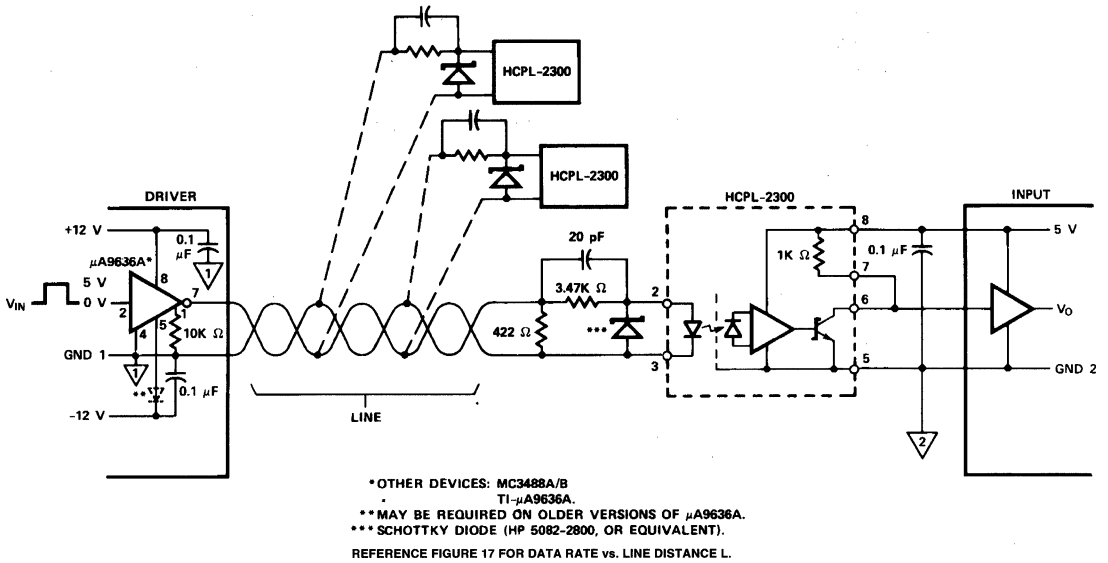 HCPL-2300
HCPL-2300
DRIVER
HCPL-2300
INPUT
+12 V
0.1
μF
1
μA9636A*
8
5 V
VIN
0 V
2
7
1
4
5
10K Ω
GND 1
1
**
0.1 μF
-12 V
LINE
20 pF
3.47K Ω
422 Ω
***
2
3
8
1K Ω
7
6
5
0.1 μF
5 V
VO
GND 2
2
*OTHER DEVICES: MC3488A/B
TI-μA9636A.
**MAY BE REQUIRED ON OLDER VERSIONS OF μA9636A.
***SCHOTTKY DIODE (HP 5082-2800, OR EQUIVALENT).
REFERENCE FIGURE 17 FOR DATA RATE vs. LINE DISTANCE L.